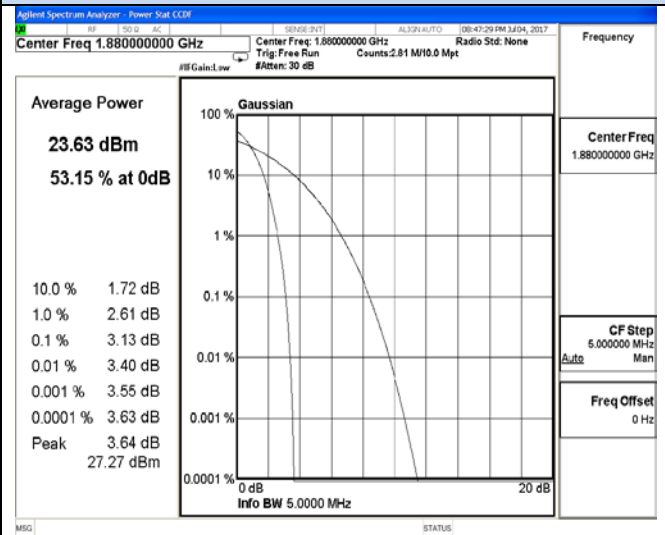 Agilent Spectrum Analyzer - Power Stat CCDF
RF 50 Ω AC SENSE:INT ALIGN AUTO 08:47:29 PM Jul 04, 2017
Center Freq 1.880000000 GHz
Center Freq: 1.880000000 GHz Radio Std: None
Trig: Free Run Counts:2.81 M/10.0 Mpt
#IFGain:Low #Atten: 30 dB
Frequency
Average Power
23.63 dBm
53.15 % at 0dB
10.0 % 1.72 dB
1.0 % 2.61 dB
0.1 % 3.13 dB
0.01 % 3.40 dB
0.001 % 3.55 dB
0.0001 % 3.63 dB
Peak 3.64 dB
27.27 dBm
Gaussian
100 %
10 %
1 %
0.1 %
0.01 %
0.001 %
0.0001 %
0 dB 20 dB
Info BW 5.0000 MHz
Center Freq
1.880000000 GHz
CF Step
5.000000 MHz
Auto Man
Freq Offset
0 Hz
MSG STATUS